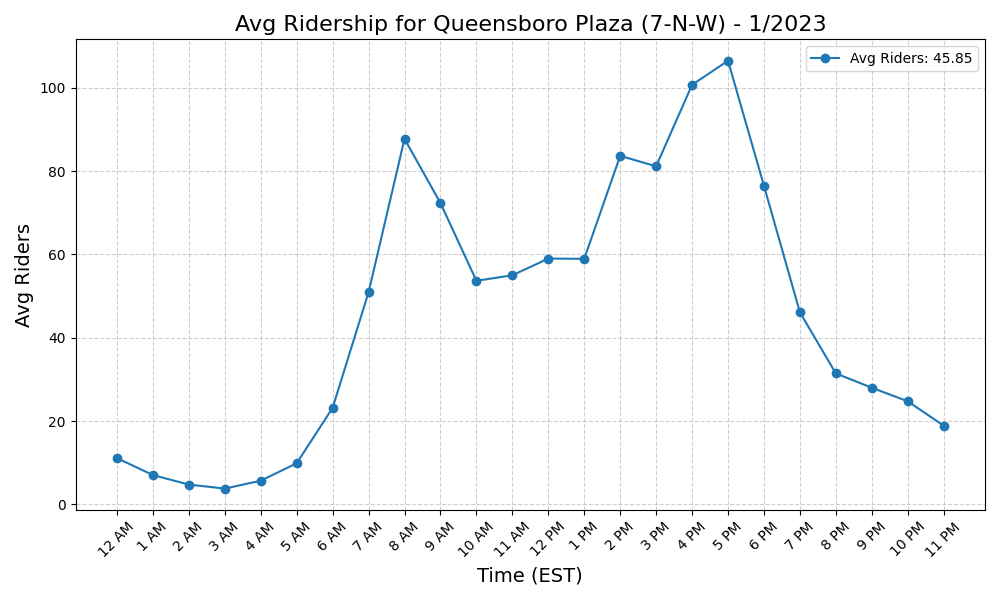 Avg Ridership for Queensboro Plaza (7-N-W) - 1/2023
Avg Riders: 45.85
Avg Riders
100
80
60
40
20
0
12 AM
1 AM
2 AM
3 AM
4 AM
5 AM
6 AM
7 AM
8 AM
9 AM
10 AM
11 AM
12 PM
1 PM
2 PM
3 PM
4 PM
5 PM
6 PM
7 PM
8 PM
9 PM
10 PM
11 PM
Time (EST)